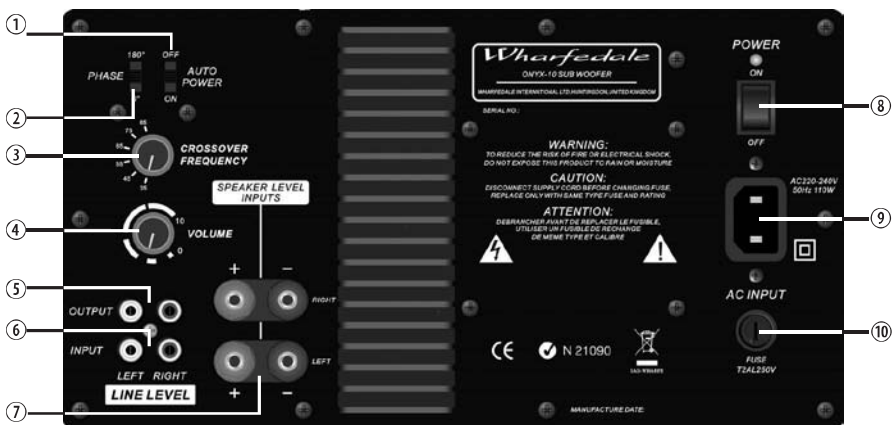 ①
②
③
④
⑤
⑥
⑦
⑧
⑨
⑩
180°
OFF
PHASE
AUTO
POWER
ON
CROSSOVER
FREQUENCY
SPEAKER LEVEL
INPUTS
10
VOLUME
0
+ −
RIGHT
OUTPUT
INPUT
LEFT
+ −
LEFT RIGHT
LINE LEVEL
Wharfedale
ONYX-10 SUB WOOFER
WHARFEDALE INTERNATIONAL LTD, HUNTINGDON, UNITED KINGDOM
SERIAL NO.:
WARNING:
TO REDUCE THE RISK OF FIRE OR ELECTRICAL SHOCK,
DO NOT EXPOSE THIS PRODUCT TO RAIN OR MOISTURE
CAUTION:
DISCONNECT SUPPLY CORD BEFORE CHANGING FUSE,
REPLACE ONLY WITH SAME TYPE FUSE AND RATING
ATTENTION:
DEBRANCHER AVANT DE REPLACER LE FUSIBLE,
UTILISER UN FUSIBLE DE RECHANGE
DE MEME TYPE ET CALIBRE
CE
N 21090
MANUFACTURE DATE:
POWER
ON
OFF
AC220-240V
50Hz 110W
AC INPUT
FUSE
T2AL250V